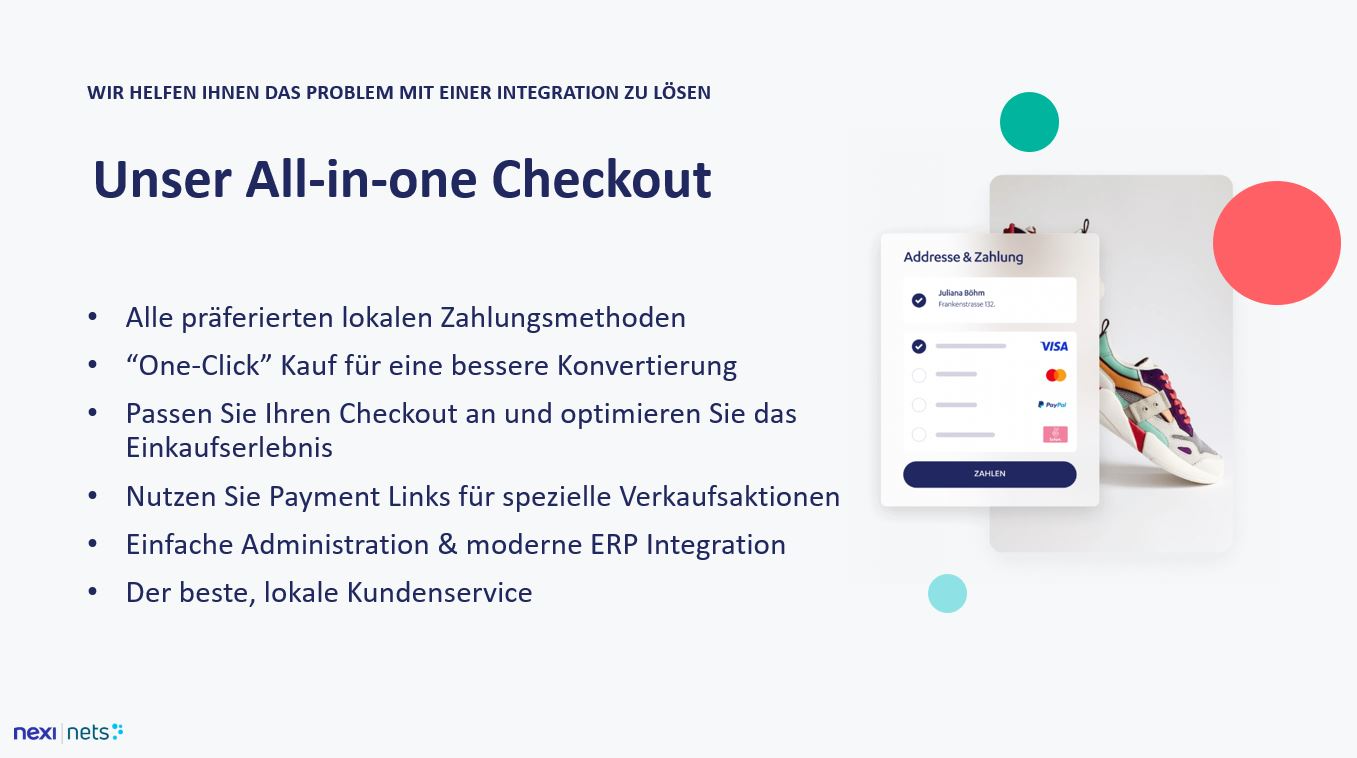 WIR HELFEN IHNEN DAS PROBLEM MIT EINER INTEGRATION ZU LÖSEN
Unser All-in-one Checkout
• Alle präferierten lokalen Zahlungsmethoden
• “One-Click” Kauf für eine bessere Konvertierung
• Passen Sie Ihren Checkout an und optimieren Sie das
Einkaufserlebnis
• Nutzen Sie Payment Links für spezielle Verkaufsaktionen
• Einfache Administration & moderne ERP Integration
• Der beste, lokale Kundenservice
Addresse & Zahlung
Juliana Böhm
Frankenstrasse 132.
VISA
PayPal
ZAHLEN
nexi | nets